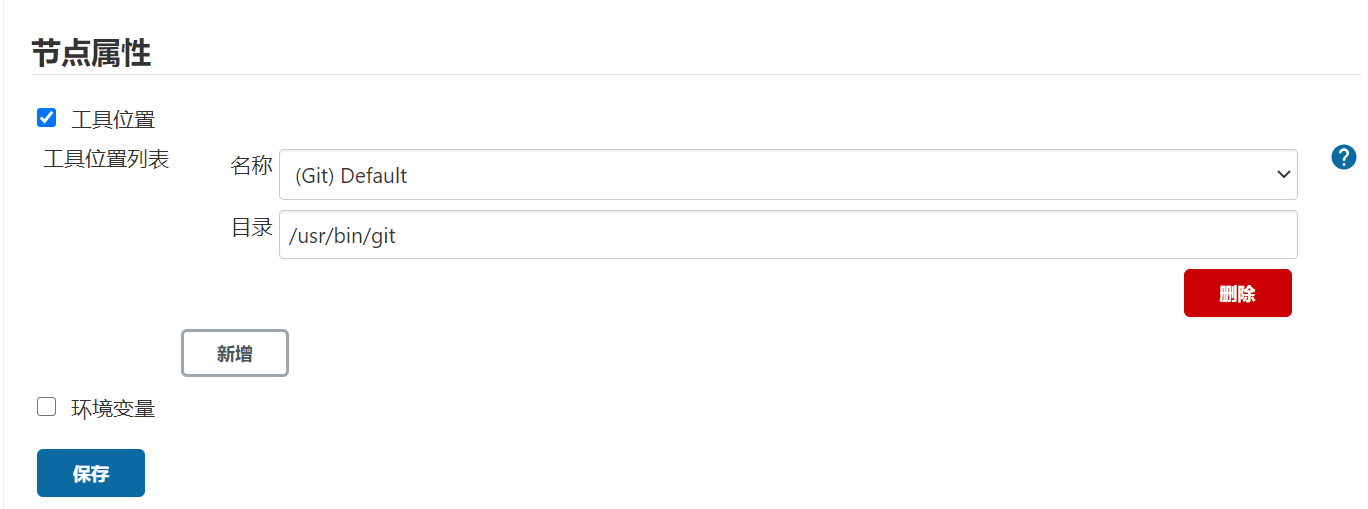 节点属性
工具位置
工具位置列表
名称
(Git) Default
?
目录
/usr/bin/git
删除
新增
环境变量
保存